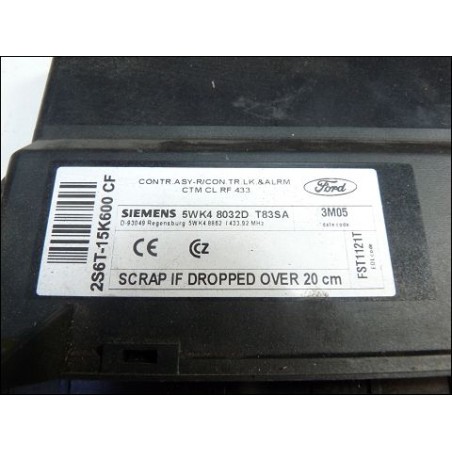 2S6T-15K600 CF
CONTR.ASY-R/CON.TR.LK.&ALRM
CTM CL RF 433
Ford
SIEMENS 5WK4 8032D T83SA
D-93049 Regensburg 5WK4 8652 / 433.92 MHz
3M05
date code
CE CZ
SCRAP IF DROPPED OVER 20 cm
FST1121T